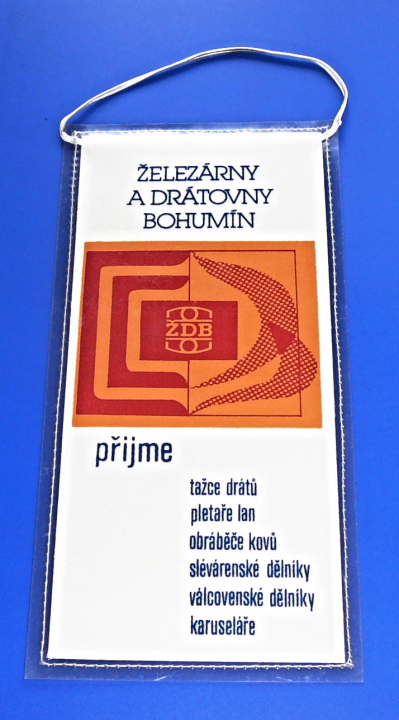 ŽELEZÁRNY
A DRÁTOVNY
BOHUMÍN
ŽDB
přijme
tažce drátů
pletaře lan
obráběče kovů
slévárenské dělníky
válcovenské dělníky
karuseláře